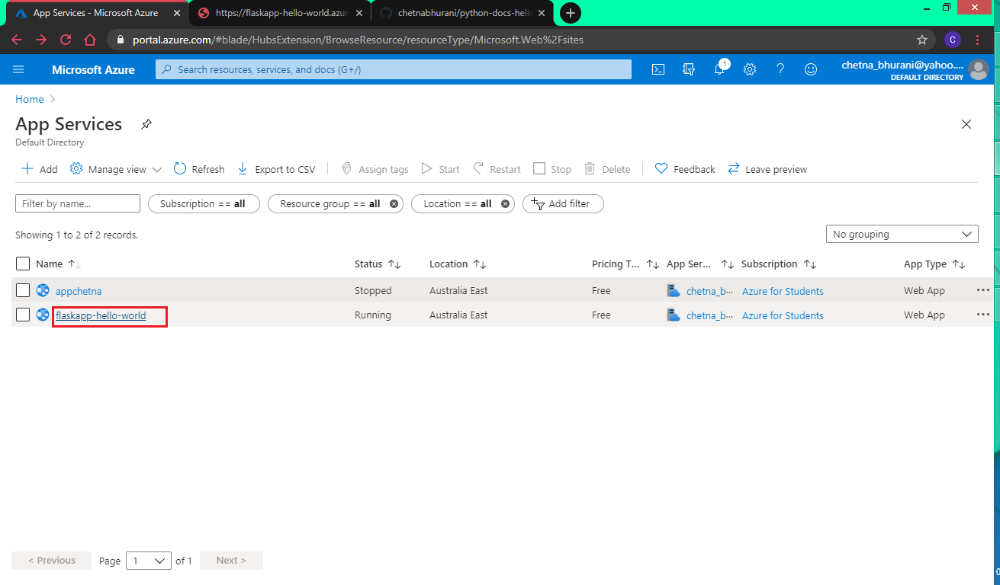 App Services - Microsoft Azure https://flaskapp-hello-world.azur chetnabhurani/python-docs-hell
portal.azure.com/#blade/HubsExtension/BrowseResource/resourceType/Microsoft.Web%2Fsites C
Microsoft Azure Search resources, services, and docs (G+/) 1 chetna_bhurani@yahoo....
DEFAULT DIRECTORY
Home >
App Services
Default Directory
Add Manage view Refresh Export to CSV Assign tags Start Restart Stop Delete Feedback Leave preview
Filter by name... Subscription == all Resource group == all Location == all Add filter
Showing 1 to 2 of 2 records. No grouping
Name Status Location Pricing T... App Ser... Subscription App Type
appchetna Stopped Australia East Free chetna_b... Azure for Students Web App ...
flaskapp-hello-world Running Australia East Free chetna_b... Azure for Students Web App ...
< Previous Page 1 of 1 Next >